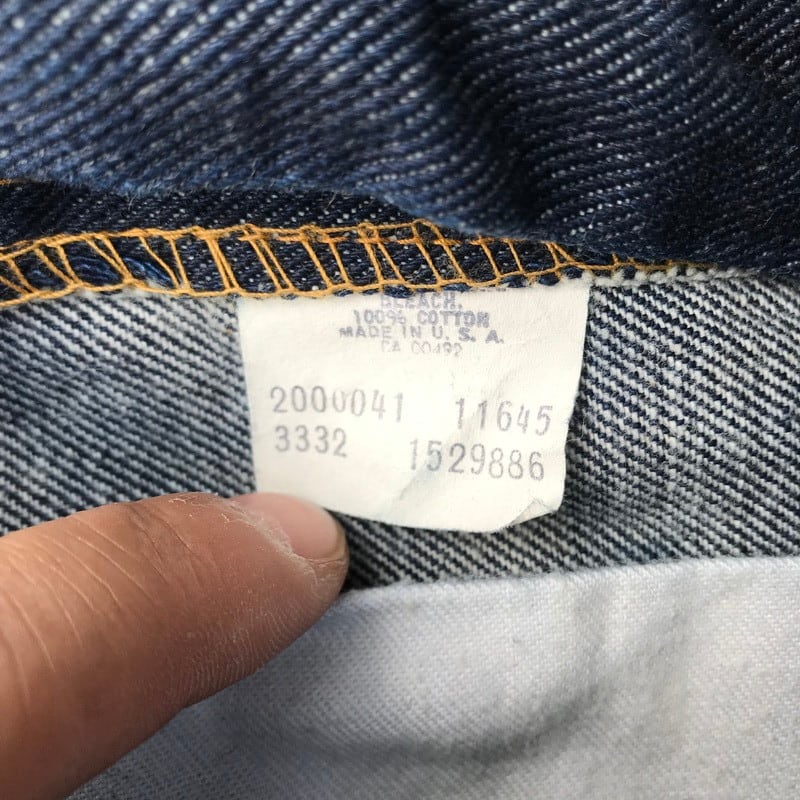 BLEACH.
100% COTTON
MADE IN U. S. A.
CA 00492
2000041 11645
3332 1529886